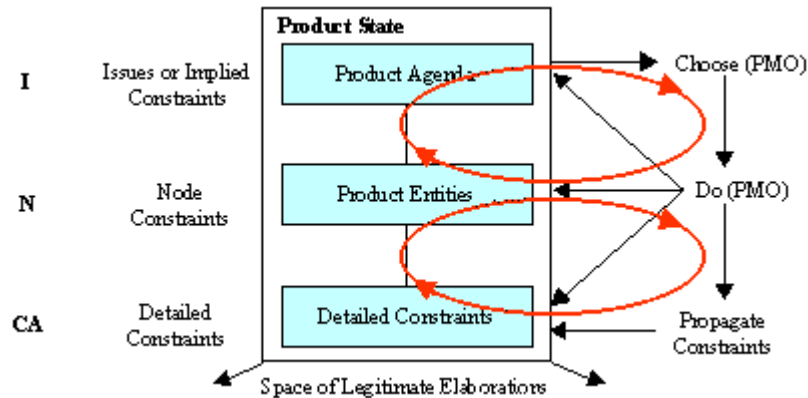 Product State
I
Issues or Implied
Constraints
Product Agenda
Choose (PMO)
N
Node
Constraints
Product Entities
Do (PMO)
CA
Detailed
Constraints
Detailed Constraints
Propagate
Constraints
Space of Legitimate Elaborations